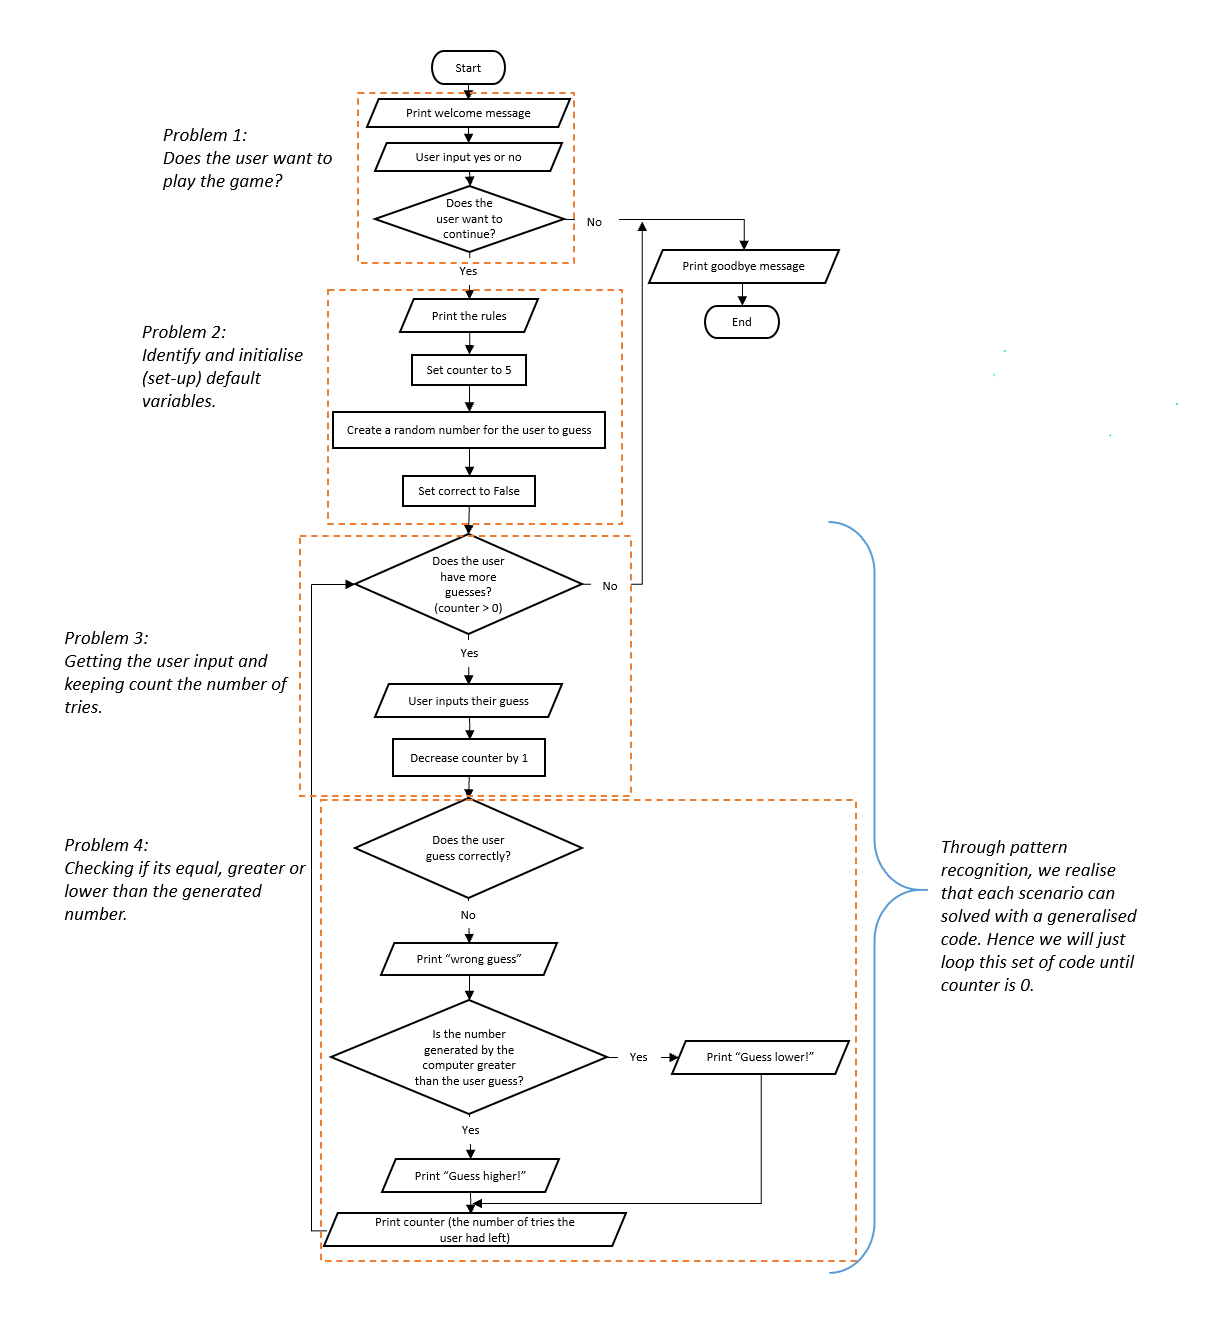 Start
Print welcome message
Problem 1:
Does the user want to
play the game?
User input yes or no
Does the
user want to
continue?
No
Yes
Print goodbye message
End
Problem 2:
Identify and initialise
(set-up) default
variables.
Print the rules
Set counter to 5
Create a random number for the user to guess
Set correct to False
Does the user
have more
guesses?
(counter > 0)
No
Yes
Problem 3:
Getting the user input and
keeping count the number of
tries.
User inputs their guess
Decrease counter by 1
Problem 4:
Checking if its equal, greater or
lower than the generated
number.
Does the user
guess correctly?
No
Print “wrong guess”
Is the number
generated by the
computer greater
than the user guess?
Yes
Print “Guess lower!”
Yes
Print “Guess higher!”
Print counter (the number of tries the
user had left)
Through pattern
recognition, we realise
that each scenario can
solved with a generalised
code. Hence we will just
loop this set of code until
counter is 0.